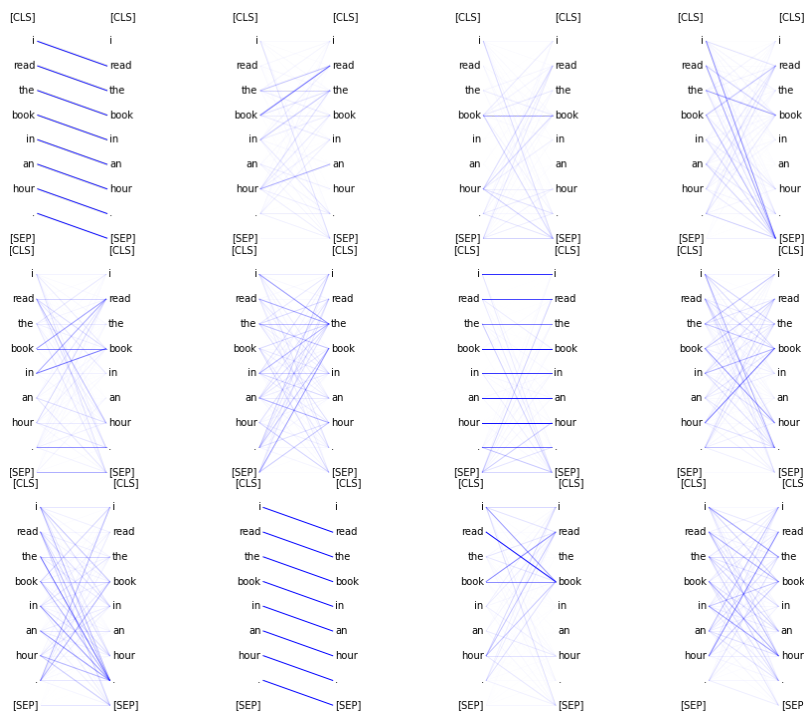 [CLS] [CLS] [CLS] [CLS] [CLS] [CLS] [CLS] [CLS]
i i i i i i i i
read read read read read read read read
the the the the the the the the
book book book book book book book book
in in in in in in in in
an an an an an an an an
hour hour hour hour hour hour hour hour
. . . . . . . .
[SEP] [SEP] [SEP] [SEP] [SEP] [SEP] [SEP] [SEP]
[CLS] [CLS] [CLS] [CLS] [CLS] [CLS] [CLS] [CLS]
i i i i i i i i
read read read read read read read read
the the the the the the the the
book book book book book book book book
in in in in in in in in
an an an an an an an an
hour hour hour hour hour hour hour hour
. . . . . . . .
[SEP] [SEP] [SEP] [SEP] [SEP] [SEP] [SEP] [SEP]
[CLS] [CLS] [CLS] [CLS] [CLS] [CLS] [CLS] [CLS
i i i i i i i i
read read read read read read read read
the the the the the the the the
book book book book book book book book
in in in in in in in in
an an an an an an an an
hour hour hour hour hour hour hour hour
. . . . . . . .
[SEP] [SEP] [SEP] [SEP] [SEP] [SEP] [SEP] [SEP